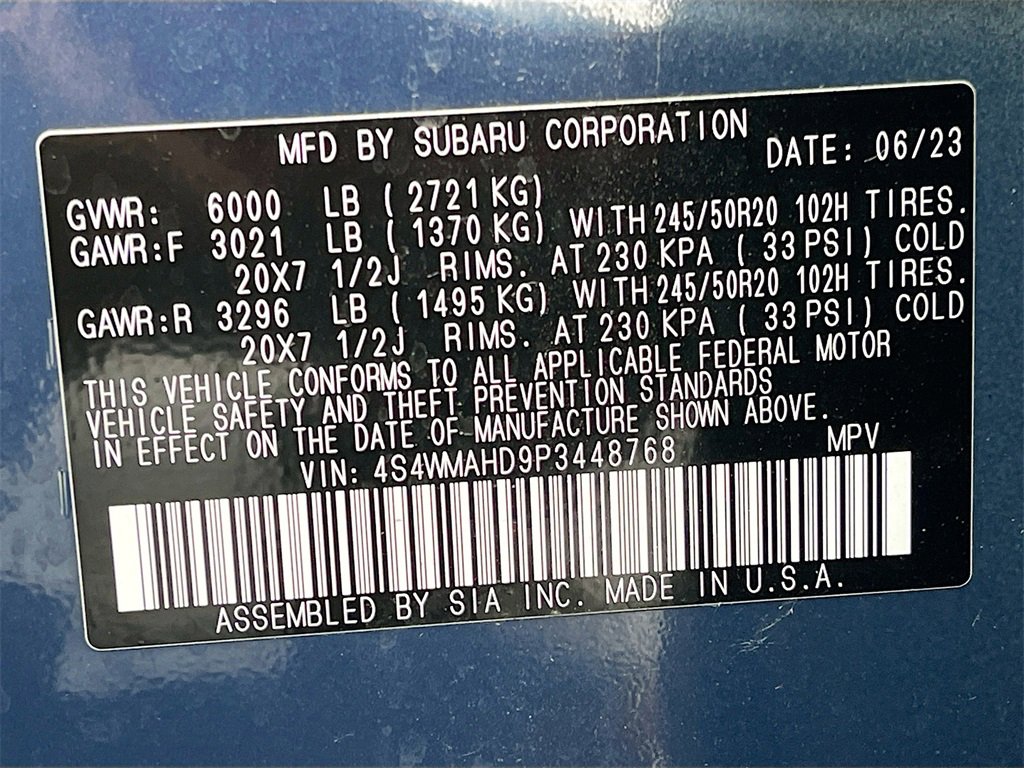 MFD BY SUBARU CORPORATION DATE: 06/23
GVWR: 6000 LB ( 2721 KG)
GAWR:F 3021 LB ( 1370 KG) WITH 245/50R20 102H TIRES.
20X7 1/2J RIMS. AT 230 KPA ( 33 PSI) COLD
GAWR:R 3296 LB ( 1495 KG) WITH 245/50R20 102H TIRES.
20X7 1/2J RIMS. AT 230 KPA ( 33 PSI) COLD
THIS VEHICLE CONFORMS TO ALL APPLICABLE FEDERAL MOTOR
VEHICLE SAFETY AND THEFT PREVENTION STANDARDS
IN EFFECT ON THE DATE OF MANUFACTURE SHOWN ABOVE.
VIN: 4S4WMAHD9P3448768 MPV
ASSEMBLED BY SIA INC. MADE IN U.S.A.